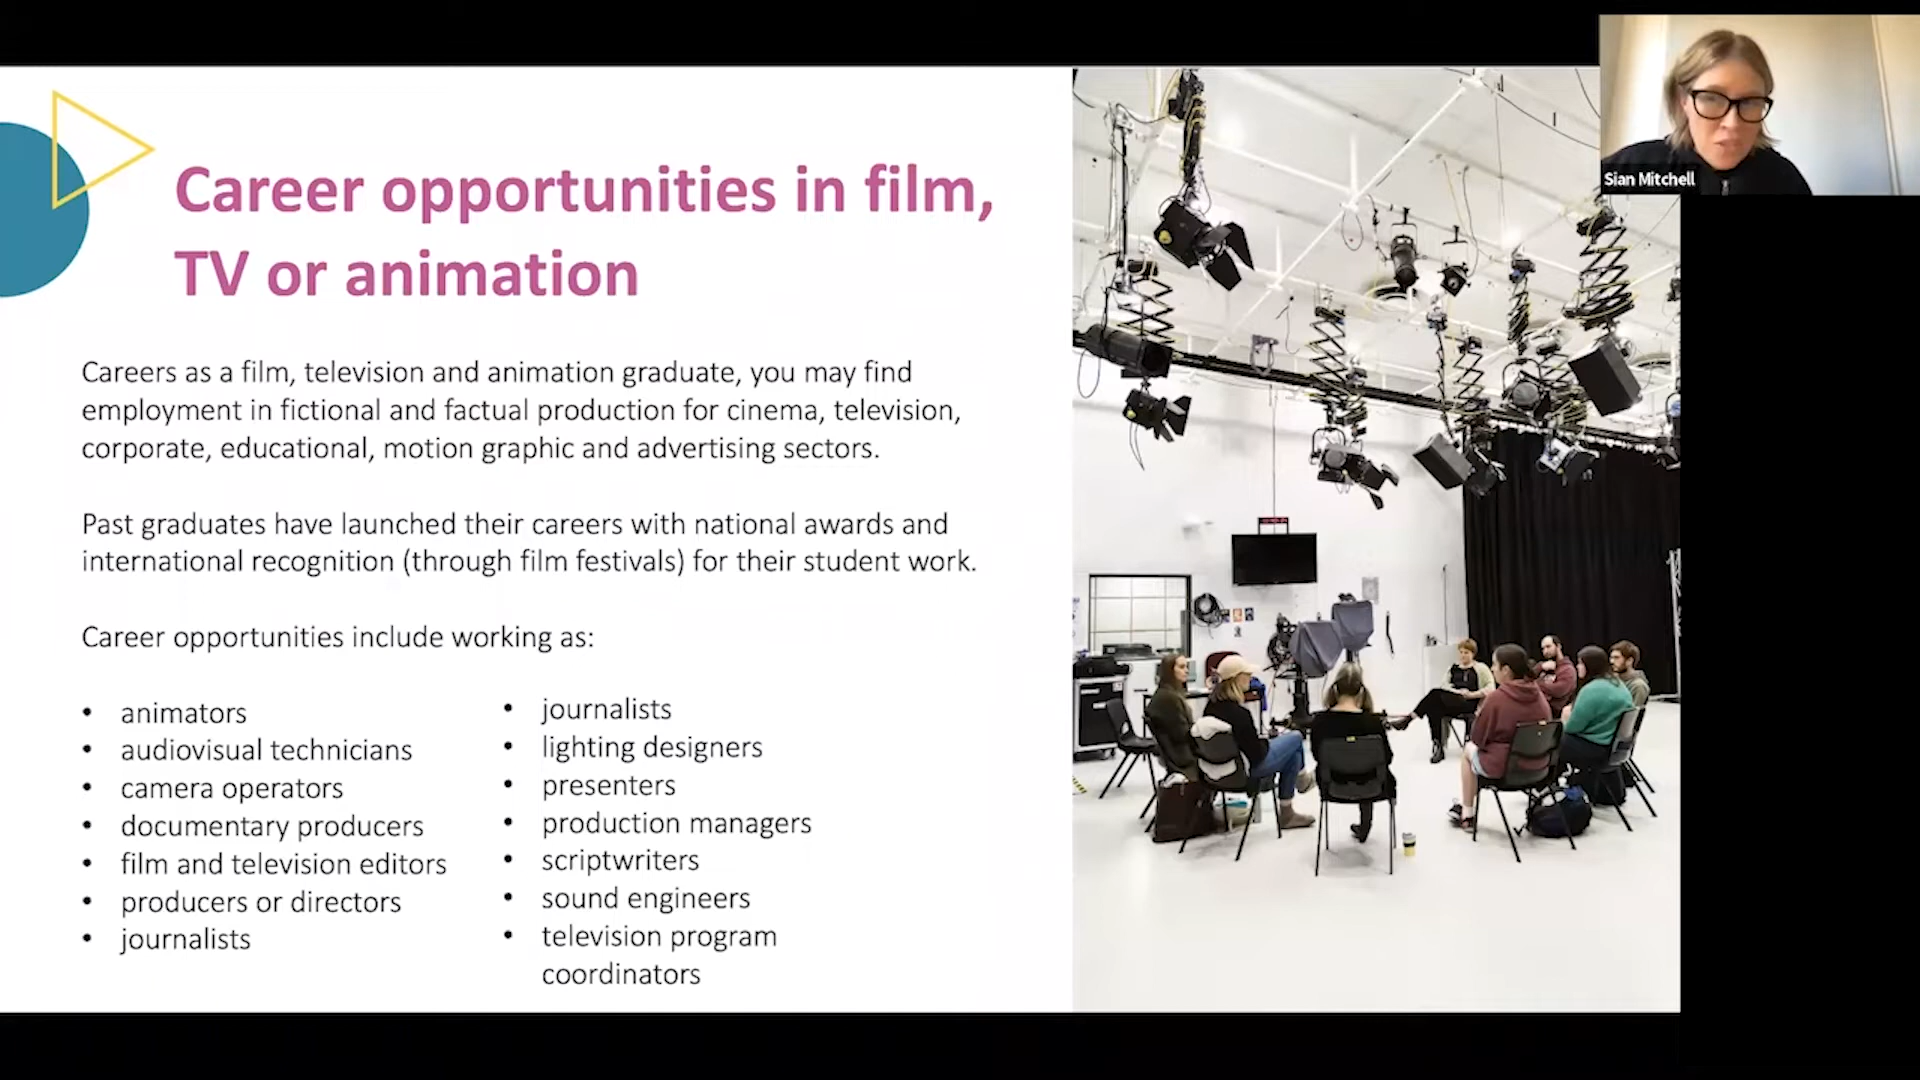 Career opportunities in film,
TV or animation
Careers as a film, television and animation graduate, you may find
employment in fictional and factual production for cinema, television,
corporate, educational, motion graphic and advertising sectors.
Past graduates have launched their careers with national awards and
international recognition (through film festivals) for their student work.
Career opportunities include working as:
• animators
• audiovisual technicians
• camera operators
• documentary producers
• film and television editors
• producers or directors
• journalists
• journalists
• lighting designers
• presenters
• production managers
• scriptwriters
• sound engineers
• television program
coordinators
Sian Mitchell